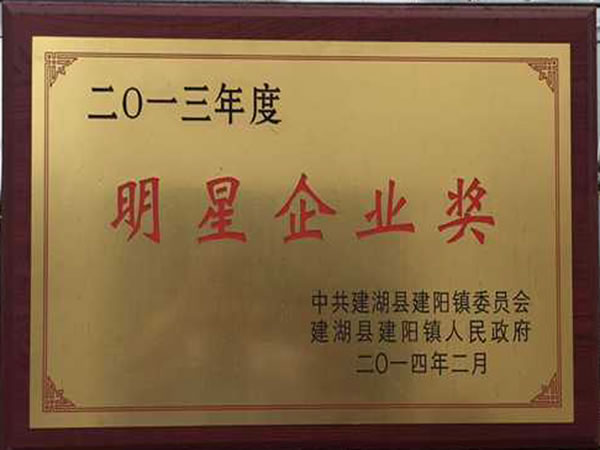 二〇一三年度
明星企业奖
中共建湖县建阳镇委员会
建湖县建阳镇人民政府
二〇一四年二月